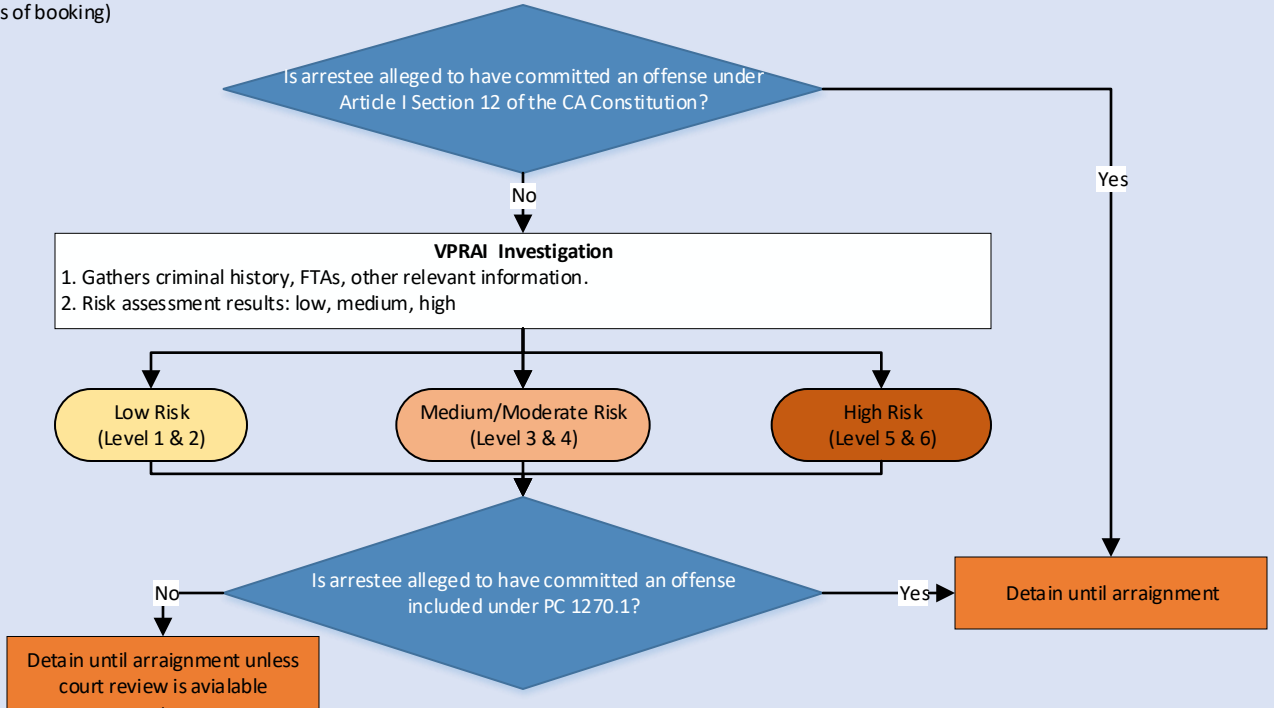 s of booking)
Is arrestee alleged to have committed an offense under
Article I Section 12 of the CA Constitution?
Yes
No
VPRAI Investigation
1. Gathers criminal history, FTAs, other relevant information.
2. Risk assessment results: low, medium, high
Low Risk
(Level 1 & 2)
Medium/Moderate Risk
(Level 3 & 4)
High Risk
(Level 5 & 6)
Is arrestee alleged to have committed an offense
included under PC 1270.1?
No
Yes
Detain until arraignment
Detain until arraignment unless
court review is avialable